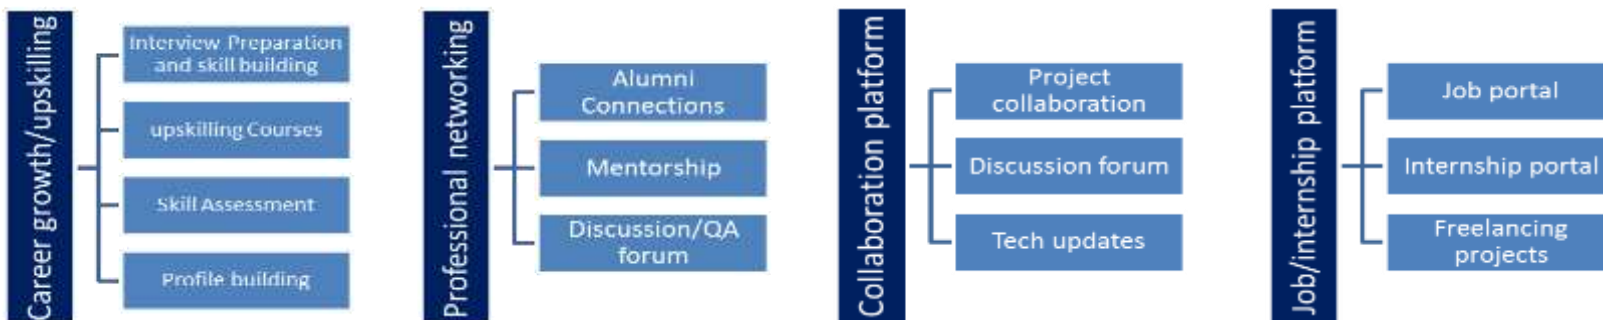 Career growth/upskilling
Interview Preparation
and skill building
upskilling Courses
Skill Assessment
Profile building
Professional networking
Alumni
Connections
Mentorship
Discussion/QA
forum
Collaboration platform
Project
collaboration
Discussion forum
Tech updates
Job/internship platform
Job portal
Internship portal
Freelancing
projects